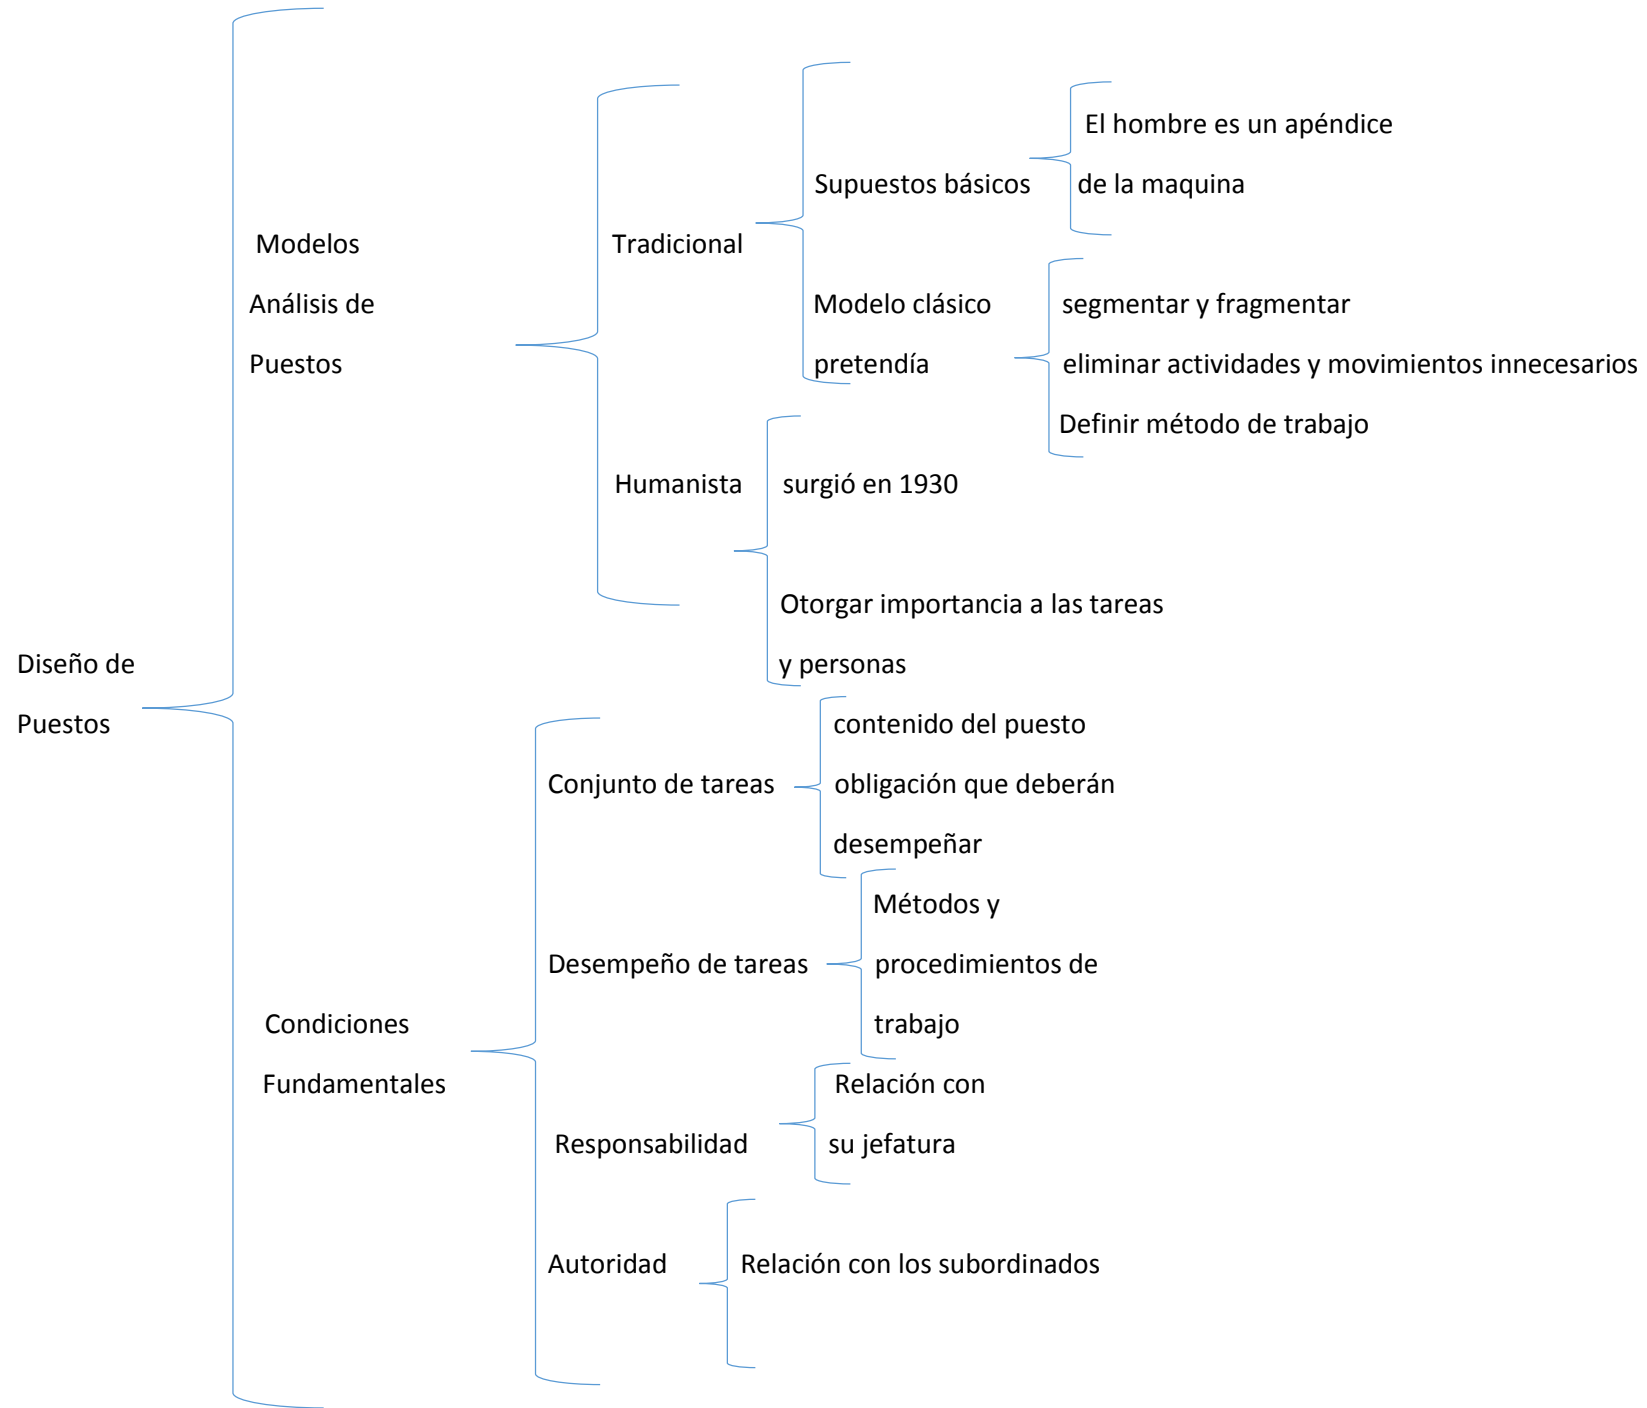 El hombre es un apéndice
Supuestos básicos de la maquina
Modelos Tradicional
Análisis de Modelo clásico segmentar y fragmentar
Puestos pretendía eliminar actividades y movimientos innecesarios
Definir método de trabajo
Humanista surgió en 1930
Otorgar importancia a las tareas
Diseño de y personas
Puestos contenido del puesto
Conjunto de tareas obligación que deberán
desempeñar
Métodos y
Desempeño de tareas procedimientos de
Condiciones trabajo
Fundamentales Relación con
Responsabilidad su jefatura
Autoridad Relación con los subordinados